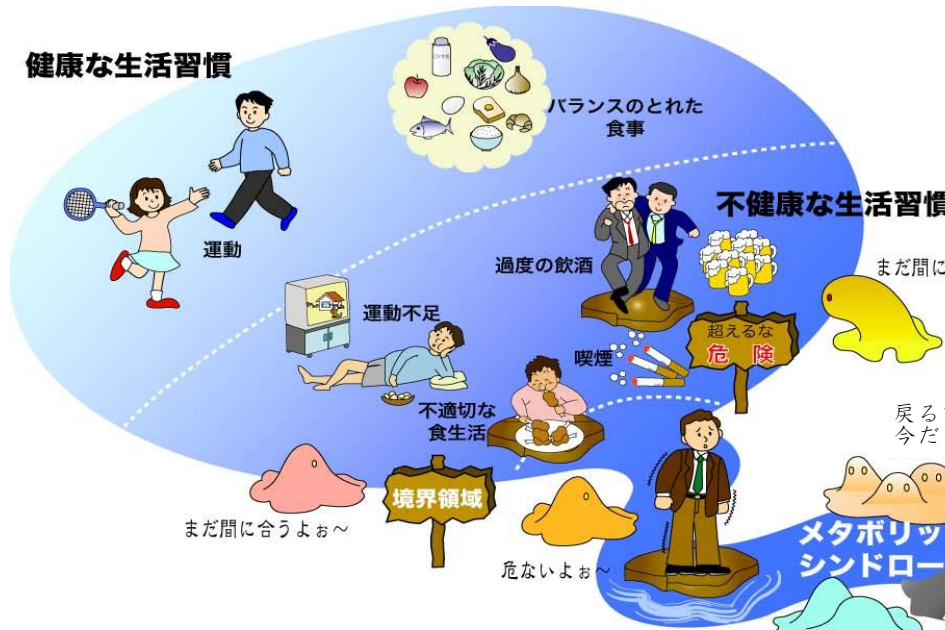 健康な生活習慣
バランスのとれた
食事
運動
不健康な生活習慣
過度の飲酒
まだ間に
運動不足
超えるな
危険
喫煙
不適切な
食生活
戻る
今だ
境界領域
まだ間に合うよぉ～
危ないよぉ～
メタボリッ
シンドロー